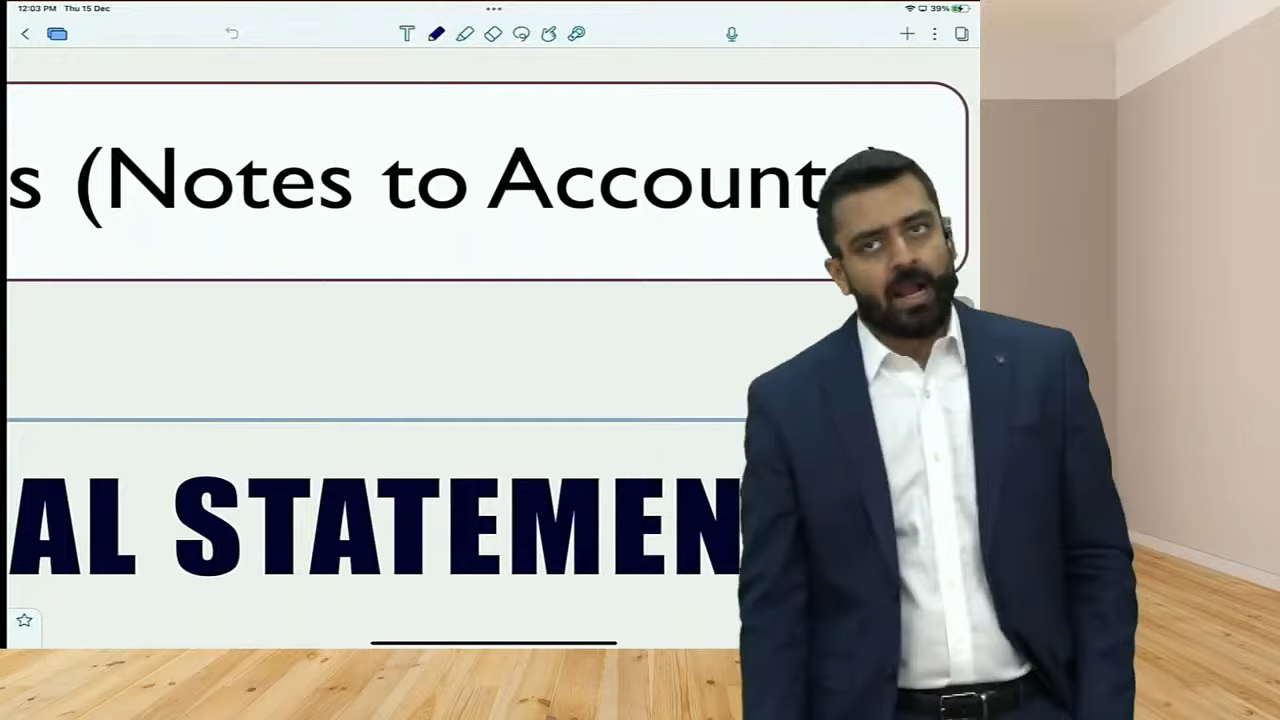 12:03 PM Thu 15 Dec
39%
s (Notes to Account
AL STATEMEN